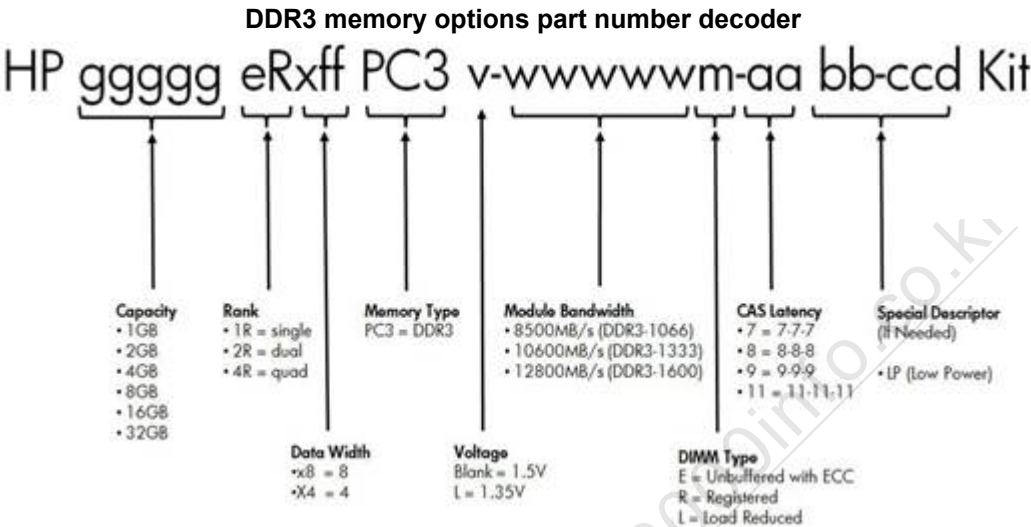 DDR3 memory options part number decoder
HP ggggg eRxff PC3 v-wwwwwm-aa bb-ccd Kit
Capacity
• 1GB
• 2GB
• 4GB
• 8GB
• 16GB
• 32GB
Rank
• 1R = single
• 2R = dual
• 4R = quad
Memory Type
PC3 = DDR3
Module Bandwidth
• 8500MB/s (DDR3-1066)
• 10600MB/s (DDR3-1333)
• 12800MB/s (DDR3-1600)
CAS Latency
• 7 = 7-7-7
• 8 = 8-8-8
• 9 = 9-9-9
• 11 = 11-11-11
Special Descriptor
(If Needed)
• LP (Low Power)
Data Width
•x8 = 8
•X4 = 4
Voltage
Blank = 1.5V
L = 1.35V
DIMM Type
E = Unbuffered with ECC
R = Registered
L = Load Reduced